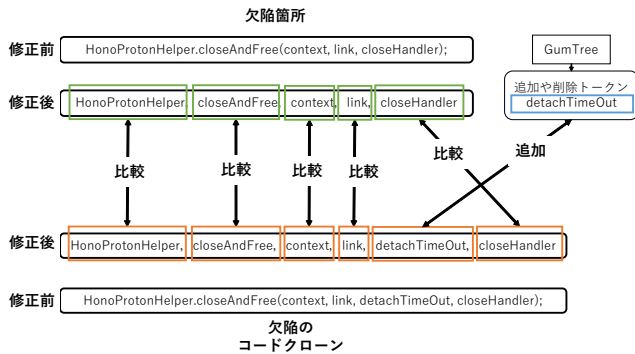 欠陥箇所
修正前
HonoProtonHelper.closeAndFree(context, link, closeHandler);
GumTree
追加や削除トークン
detachTimeOut
修正後
HonoProtonHelper, closeAndFree, context, link, closeHandler
比較
比較
比較
比較
比較
追加
修正後
HonoProtonHelper, closeAndFree, context, link, detachTimeOut, closeHandler
修正前
HonoProtonHelper.closeAndFree(context, link, detachTimeOut, closeHandler);
欠陥の
コードクローン